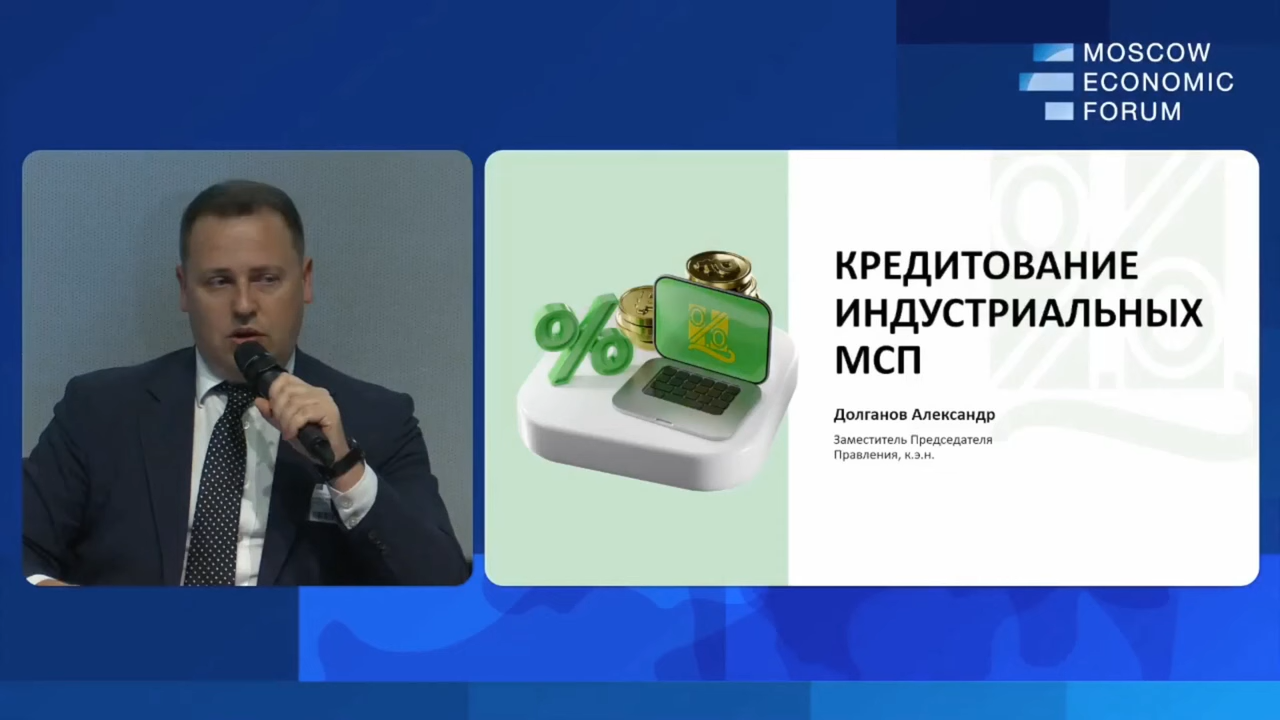 MOSCOW
ECONOMIC
FORUM
КРЕДИТОВАНИЕ
ИНДУСТРИАЛЬНЫХ
МСП
Долганов Александр
Заместитель Председателя
Правления, к.э.н.